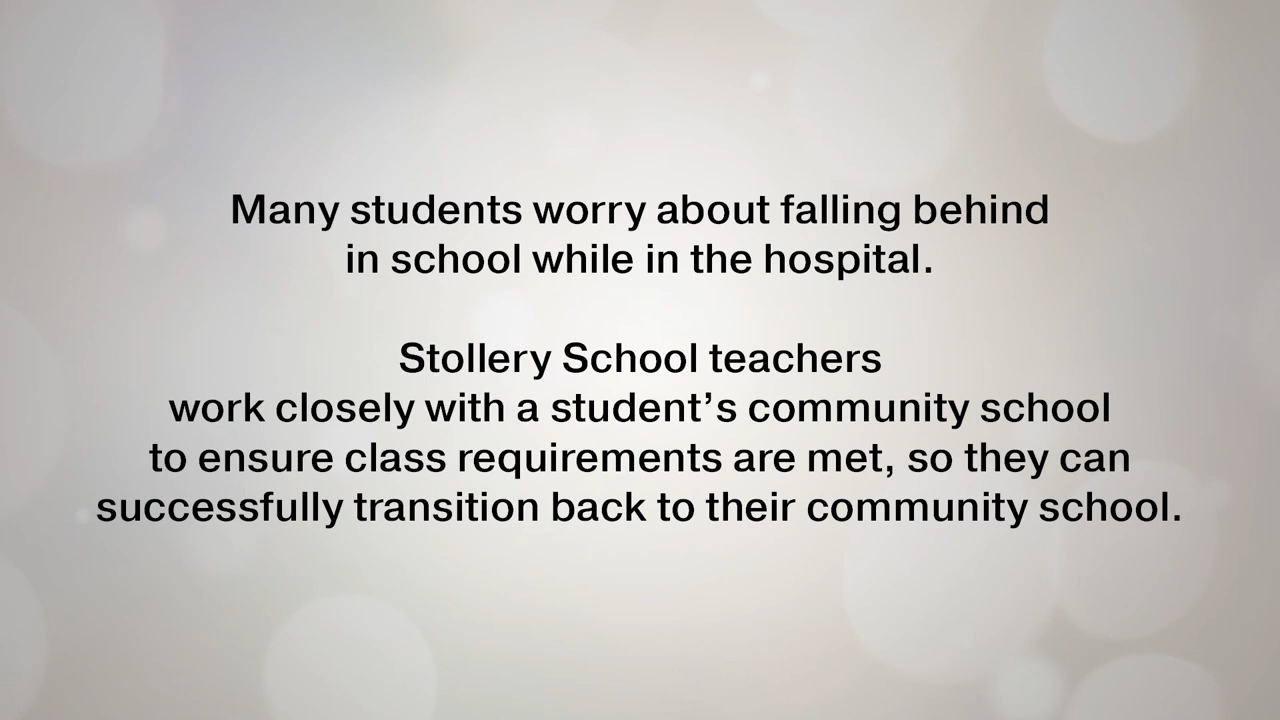 Many students worry about falling behind
in school while in the hospital.
Stollery School teachers
work closely with a student’s community school
to ensure class requirements are met, so they can
successfully transition back to their community school.